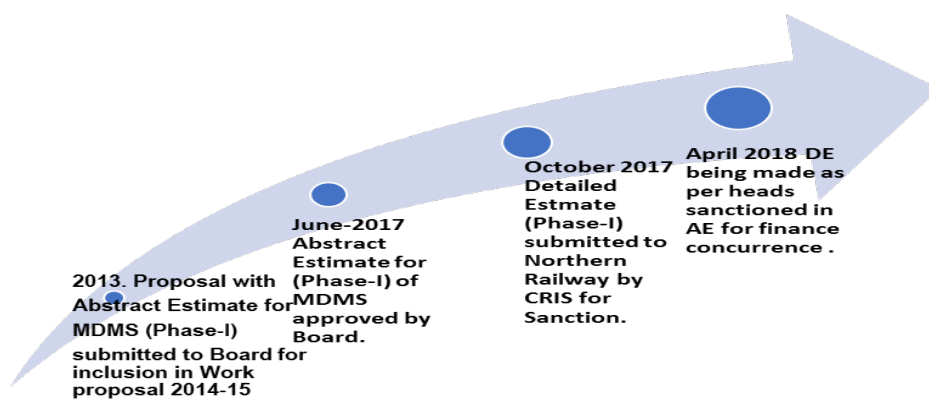 2013. Proposal with
Abstract Estimate for
MDMS (Phase-I)
submitted to Board for
inclusion in Work
proposal 2014-15
June-2017
Abstract
Estimate for
(Phase-I) of
MDMS
approved by
Board.
October 2017
Detailed
Estmate
(Phase-I)
submitted to
Northern
Railway by
CRIS for
Sanction.
April 2018 DE
being made as
per heads
sanctioned in
AE for finance
concurrence .